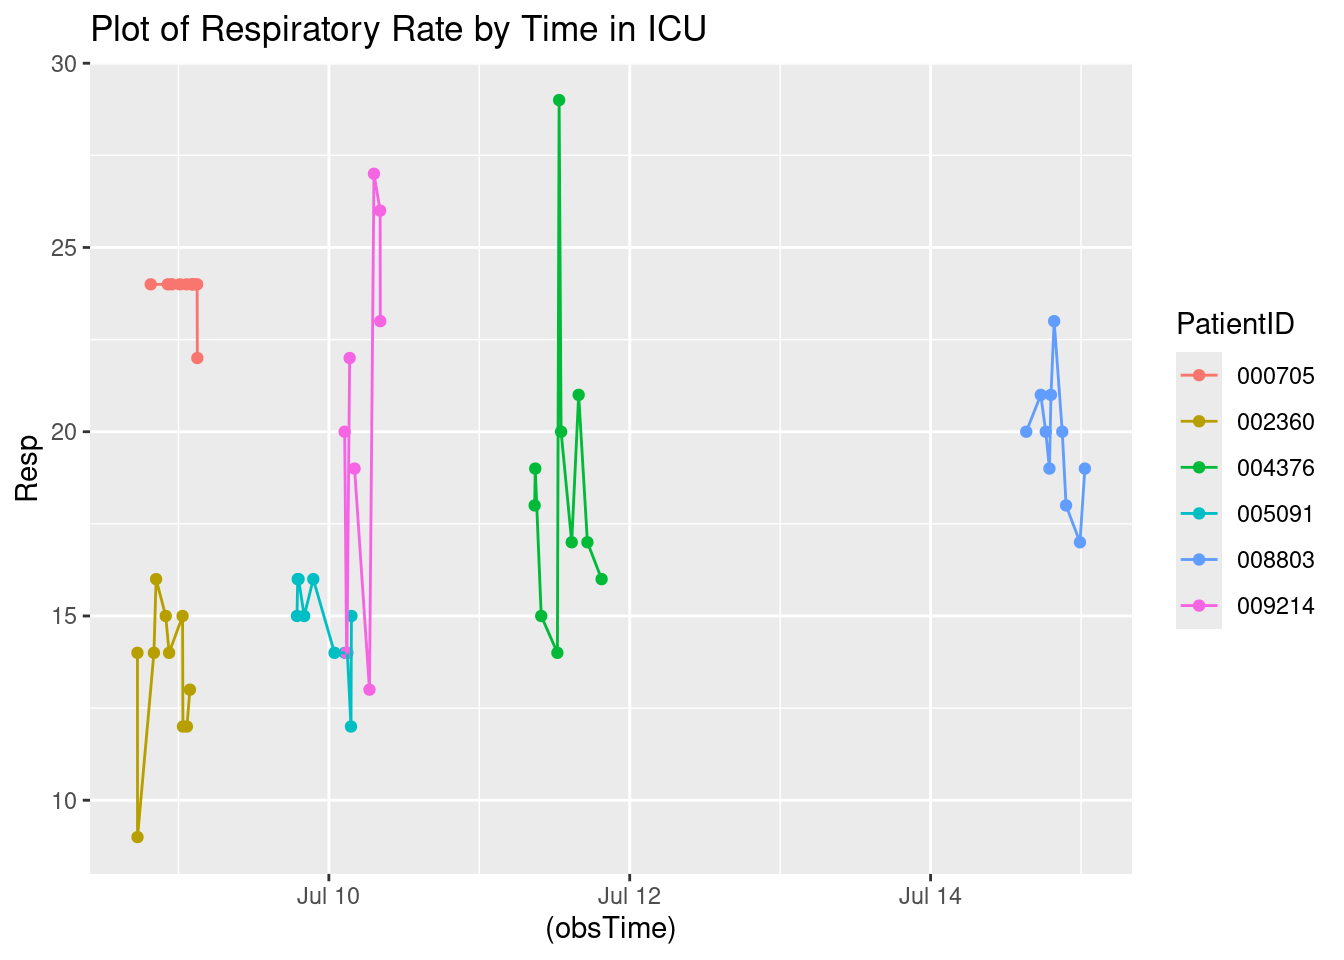 Plot of Respiratory Rate by Time in ICU
30
25
20
15
10
Resp
Jul 10
Jul 12
Jul 14
(obsTime)
PatientID
000705
002360
004376
005091
008803
009214